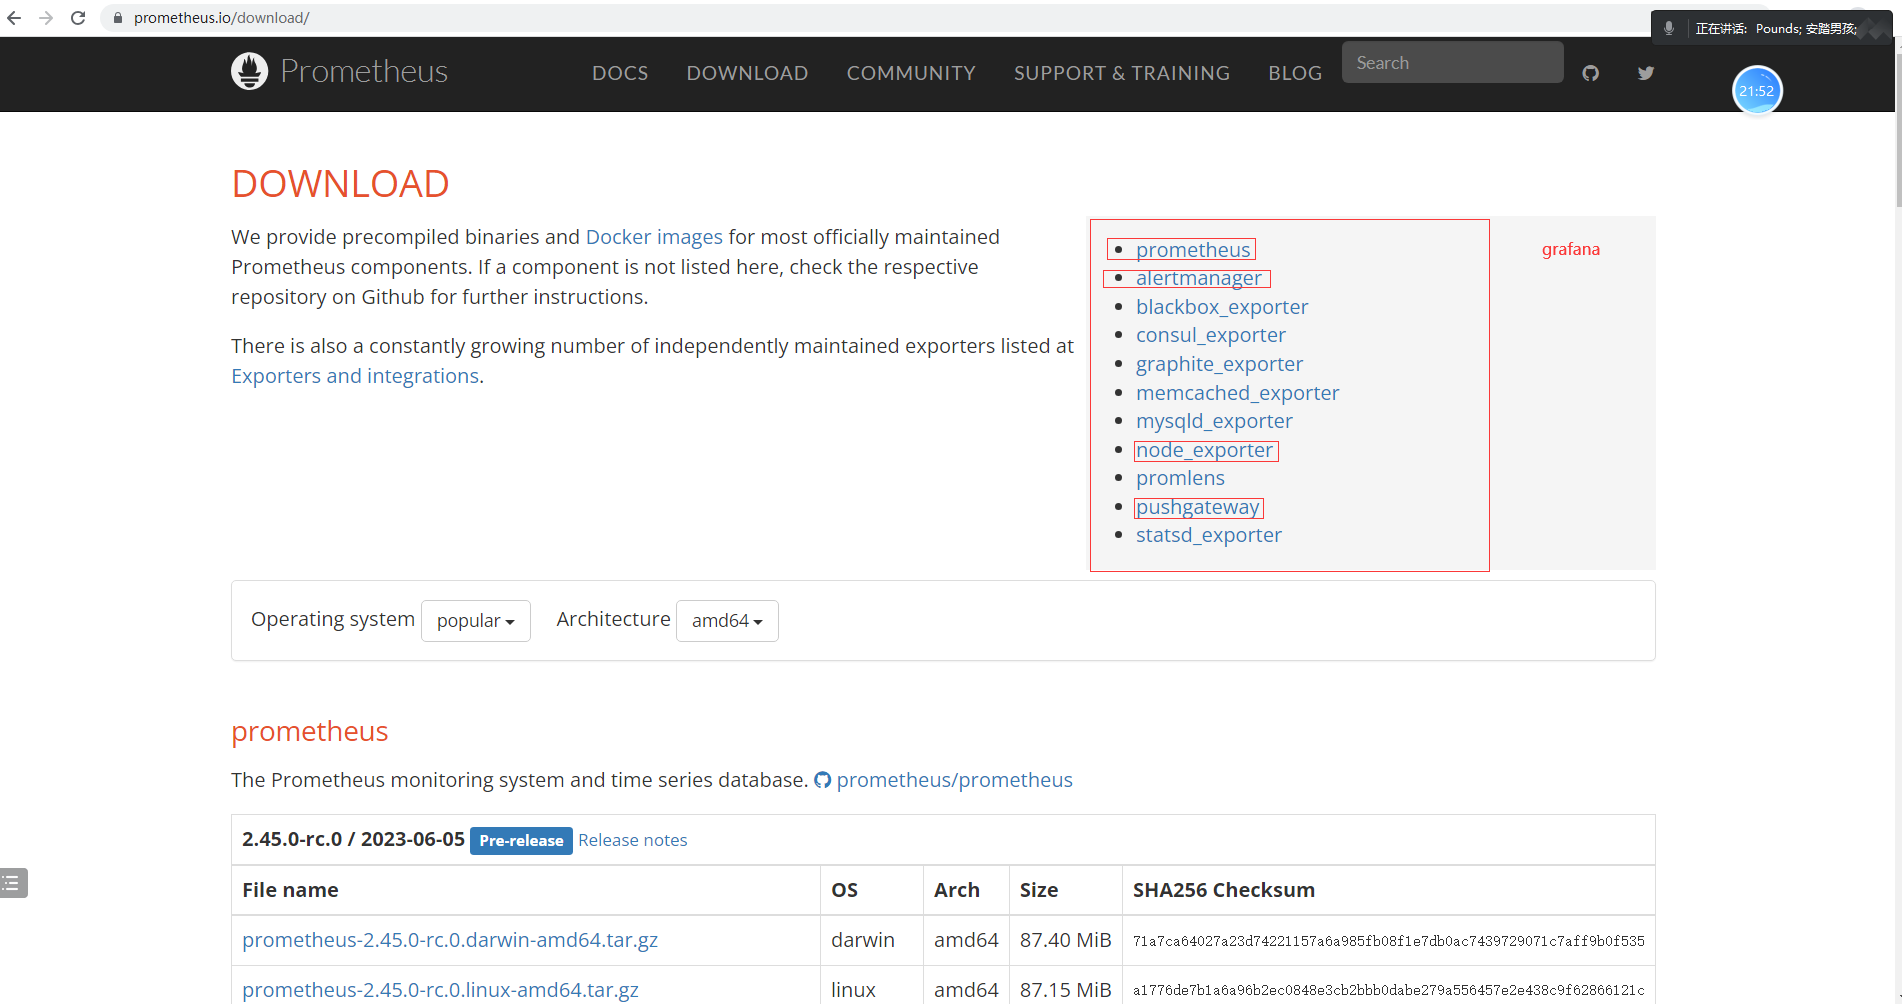 prometheus.io/download/
正在讲话: Pounds; 安踏男孩;
Prometheus
DOCS DOWNLOAD COMMUNITY SUPPORT & TRAINING BLOG Search
21:52
DOWNLOAD
We provide precompiled binaries and Docker images for most officially maintained
Prometheus components. If a component is not listed here, check the respective
repository on Github for further instructions.
There is also a constantly growing number of independently maintained exporters listed at
Exporters and integrations.
prometheus
alertmanager
blackbox_exporter
consul_exporter
graphite_exporter
memcached_exporter
mysqld_exporter
node_exporter
promlens
pushgateway
statsd_exporter
grafana
Operating system popular Architecture amd64
prometheus
The Prometheus monitoring system and time series database. prometheus/prometheus
2.45.0-rc.0 / 2023-06-05 Pre-release Release notes
File name OS Arch Size SHA256 Checksum
prometheus-2.45.0-rc.0.darwin-amd64.tar.gz darwin amd64 87.40 MiB 71a7ca64027a23d74221157a6a985fb08f1e7db0ac7439729071c7aff9b0f535
prometheus-2.45.0-rc.0.linux-amd64.tar.gz linux amd64 87.15 MiB a1776de7b1a6a96b2ec0848e3cb2bbb0dabe279a556457e2e438c9f62866121c